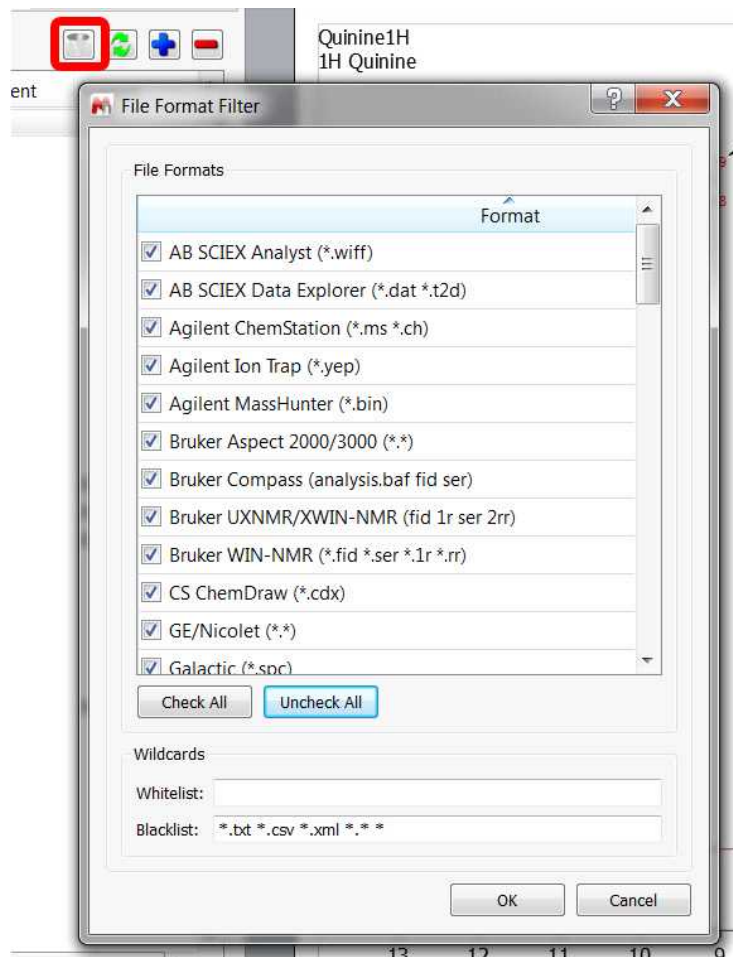 Quinine1H
1H Quinine
ent
File Format Filter
File Formats
Format
AB SCIEX Analyst (*.wiff)
AB SCIEX Data Explorer (*.dat *.t2d)
Agilent ChemStation (*.ms *.ch)
Agilent Ion Trap (*.yep)
Agilent MassHunter (*.bin)
Bruker Aspect 2000/3000 (*.*)
Bruker Compass (analysis.baf fid ser)
Bruker UXNMR/XWIN-NMR (fid 1r ser 2rr)
Bruker WIN-NMR (*.fid *.ser *.1r *.rr)
CS ChemDraw (*.cdx)
GE/Nicolet (*.*)
Galactic (*.spc)
Check All Uncheck All
Wildcards
Whitelist:
Blacklist: *.txt *.csv *.xml *.* *
OK Cancel
13 12 11 10 9